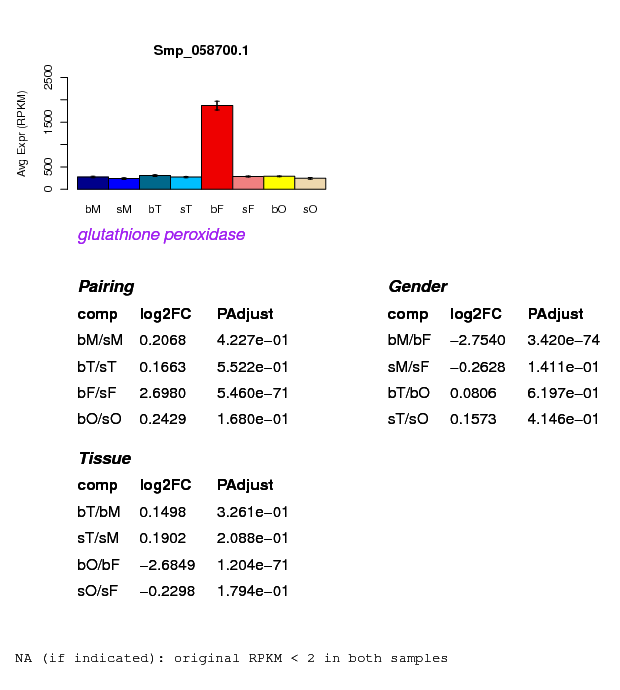 Smp_058700.1
Avg Expr (RPKM)
2500
1500
500
0
bM sM bT sT bF sF bO sO
glutathione peroxidase
Pairing
comp log2FC PAdjust
bM/sM 0.2068 4.227e−01
bT/sT 0.1663 5.522e−01
bF/sF 2.6980 5.460e−71
bO/sO 0.2429 1.680e−01
Gender
comp log2FC PAdjust
bM/bF −2.7540 3.420e−74
sM/sF −0.2628 1.411e−01
bT/bO 0.0806 6.197e−01
sT/sO 0.1573 4.146e−01
Tissue
comp log2FC PAdjust
bT/bM 0.1498 3.261e−01
sT/sM 0.1902 2.088e−01
bO/bF −2.6849 1.204e−71
sO/sF −0.2298 1.794e−01
NA (if indicated): original RPKM < 2 in both samples